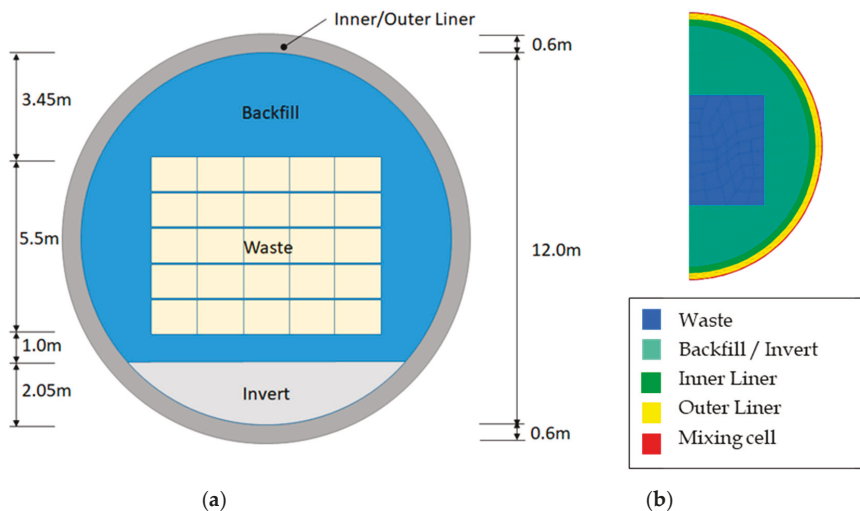 Inner/Outer Liner
0.6m
3.45m
Backfill
5.5m
Waste
12.0m
1.0m
2.05m
Invert
0.6m
(a)
Waste
Backfill / Invert
Inner Liner
Outer Liner
Mixing cell
(b)